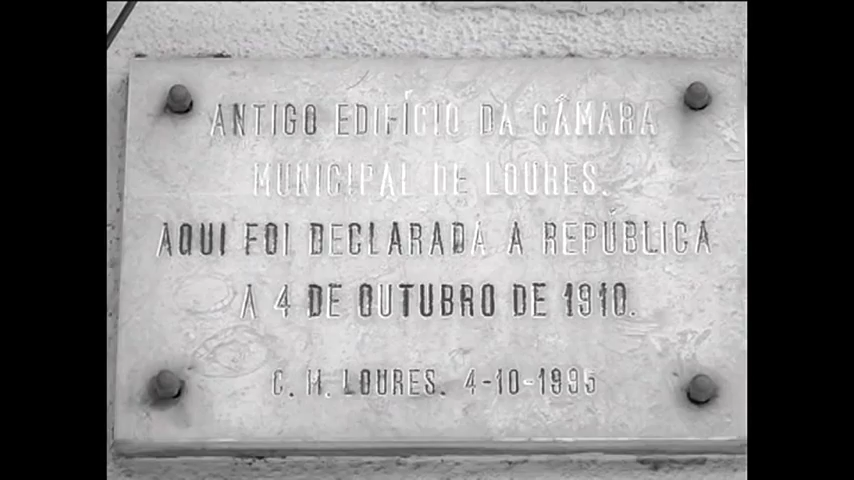 ANTIGO EDIFÍCIO DA CÂMARA
MUNICIPAL DE LOURES.
AQUI FOI DECLARADA A REPÚBLICA
A 4 DE OUTUBRO DE 1910.
C. M. LOURES. 4-10-1995